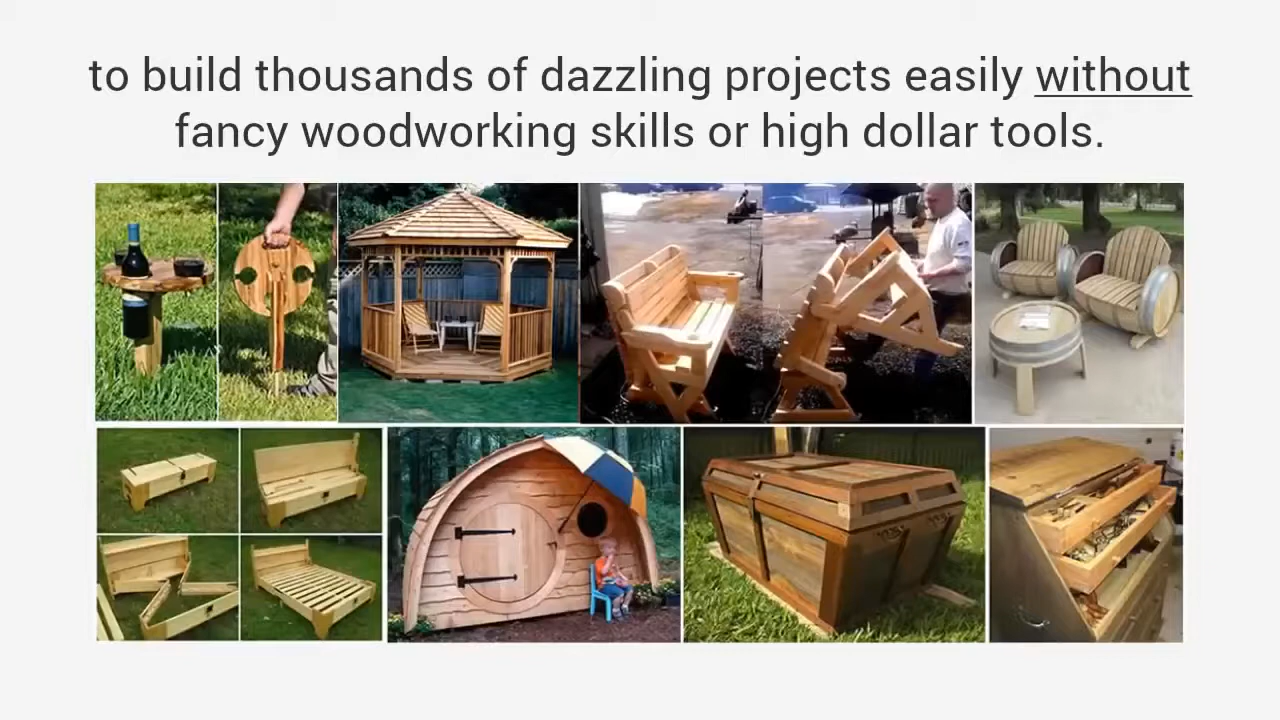 to build thousands of dazzling projects easily without
fancy woodworking skills or high dollar tools.